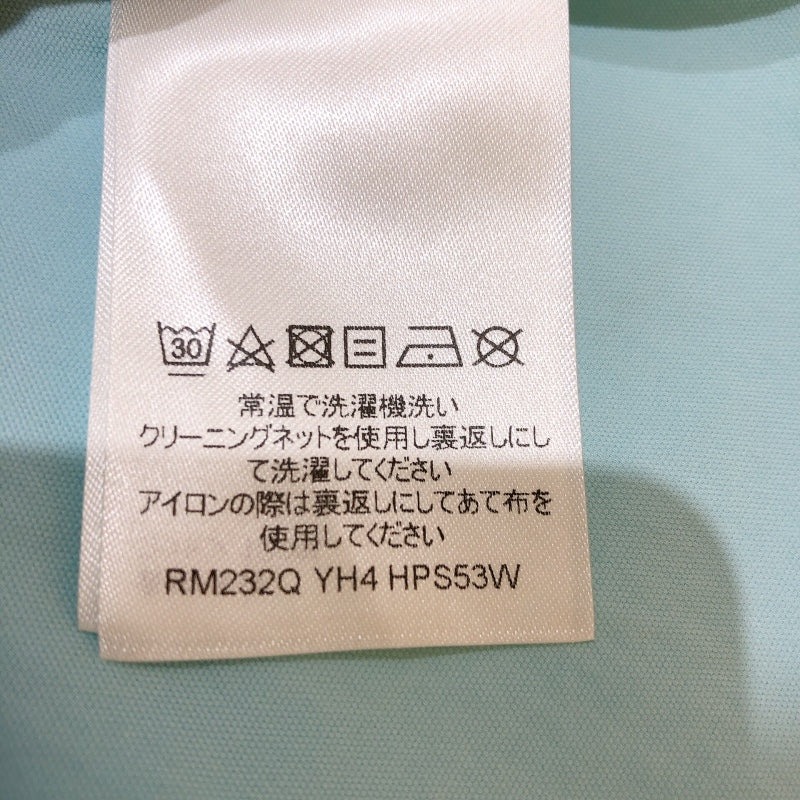 30
常温で洗濯機洗い
クリーニングネットを使用し裏返しにし
て洗濯してください
アイロンの際は裏返しにしてあて布を
使用してください
RM232Q YH4 HPS53W